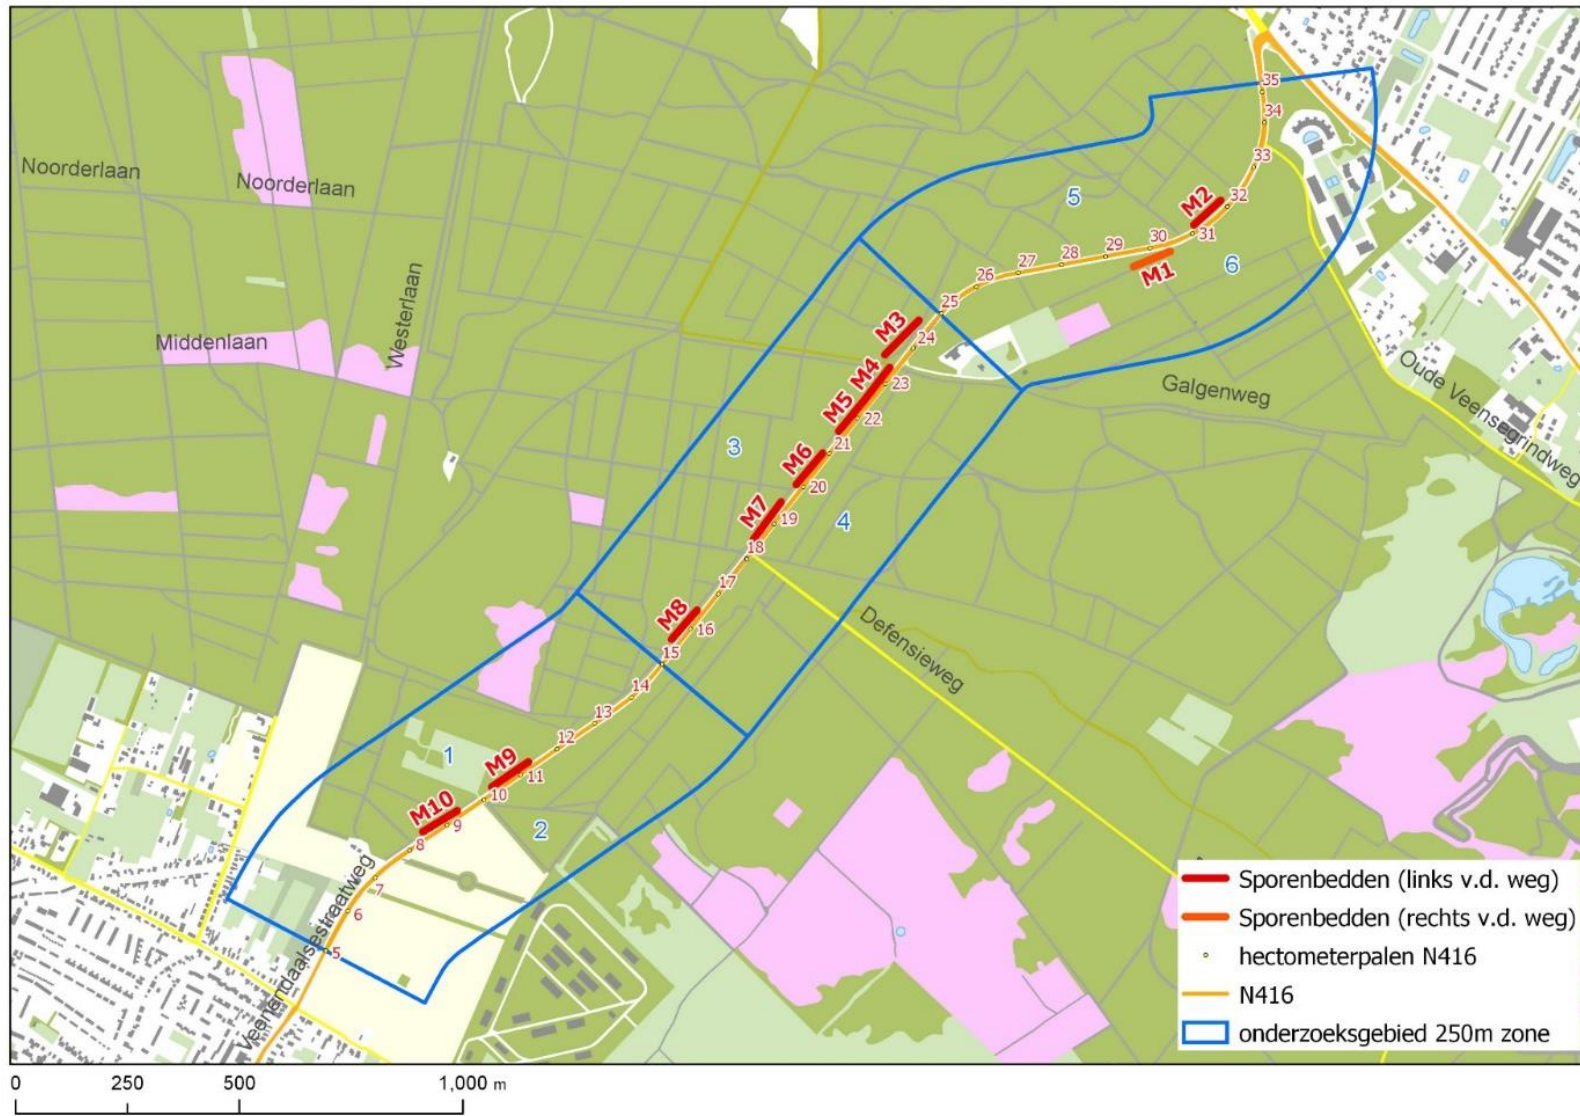 35
34
33
Noorderlaan
Noorderlaan
5
M2
32
31
30
29
28
27
26
6
M1
25
Westerlaan
M3
24
Middenlaan
M4
23
Oude Veensegrindweg
Galgenweg
M5
22
3
21
M6
20
M7
19
4
18
17
M8
16
Defensieweg
15
14
13
12
1
M9
11
10
M10
9
2
8
7
6
5
Veenendaalsestraatweg
Sporenbedden (links v.d. weg)
Sporenbedden (rechts v.d. weg)
hectometerpalen N416
N416
onderzoeksgebied 250m zone
0 250 500 1,000 m